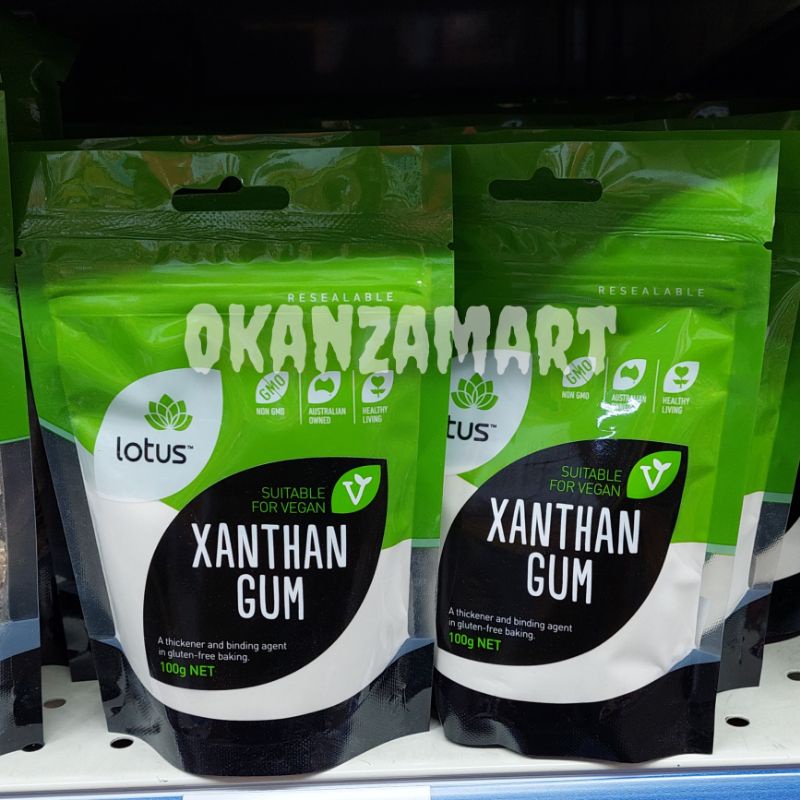 OKANZAMART
RESEALABLE
GMO
NON GMO
AUSTRALIAN
OWNED
HEALTHY
LIVING
lotus™
SUITABLE
FOR VEGAN
V
XANTHAN
GUM
A thickener and binding agent
in gluten-free baking.
100g NET
RESEALABLE
GMO
NON GMO
AUSTRALIAN
HEALTHY
LIVING
tus™
SUITABLE
FOR VEGAN
V
XANTHAN
GUM
A thickener and binding agent
in gluten-free baking.
100g NET